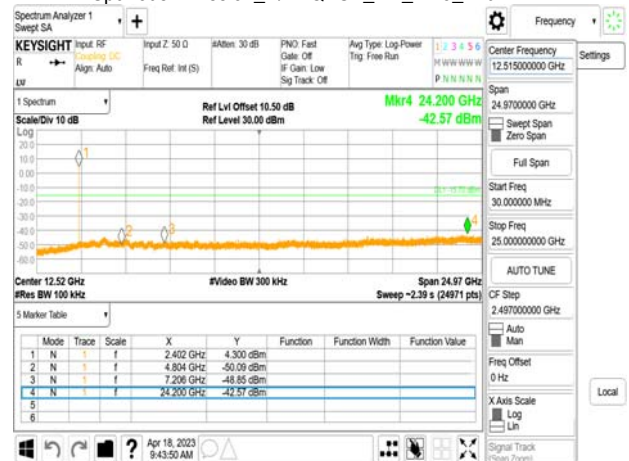 Spectrum Analyzer 1
Swept SA
+
Frequency
KEYSIGHT Input: RF Input Z: 50 Ω #Atten: 30 dB PNO: Fast Avg Type: Log-Power 1 2 3 4 5 6
R Coupling: DC Gate: Off Trig: Free Run M W W W W W
Align: Auto Freq Ref: Int (S) IF Gain: Low
LW Sig Track: Off P N N N N N
Center Frequency
12.515000000 GHz
Settings
Span
24.9700000 GHz
Swept Span
Zero Span
Full Span
Start Freq
30.000000 MHz
Stop Freq
25.000000000 GHz
AUTO TUNE
CF Step
2.497000000 GHz
Auto
Man
Freq Offset
0 Hz
X Axis Scale
Log
Lin
Local
Signal Track
(Span Zoom)
1 Spectrum
Ref Lvl Offset 10.50 dB
Mkr4 24.200 GHz
Scale/Div 10 dB
Ref Level 30.00 dBm
-42.57 dBm
Log
20.0
10.0
0.00
-10.0
-20.0
-30.0
-40.0
-50.0
-60.0
1
2
3
4
Center 12.52 GHz #Video BW 300 kHz Span 24.97 GHz
#Res BW 100 kHz Sweep ~2.39 s (24971 pts)
5 Marker Table
Mode Trace Scale X Y Function Function Width Function Value
1 N 1 f 2.402 GHz 4.300 dBm
2 N 1 f 4.804 GHz -50.09 dBm
3 N 1 f 7.206 GHz -48.85 dBm
4 N 1 f 24.200 GHz -42.57 dBm
5
6
? Apr 18, 2023
9:43:50 AM